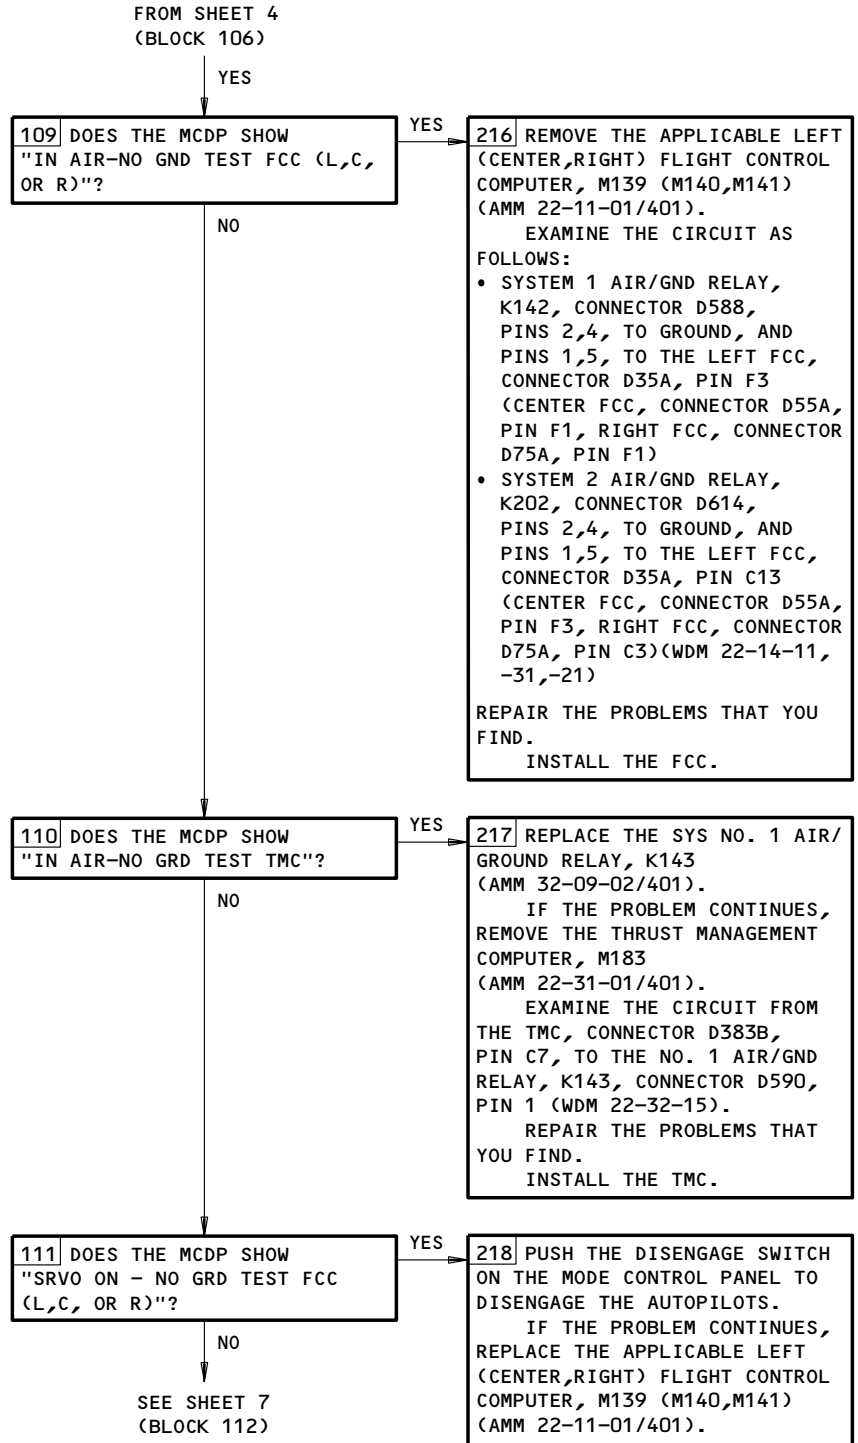 FROM SHEET 4
(BLOCK 106)
YES
109 DOES THE MCDP SHOW
"IN AIR-NO GND TEST FCC (L,C,
OR R)"?
YES
NO
216 REMOVE THE APPLICABLE LEFT
(CENTER,RIGHT) FLIGHT CONTROL
COMPUTER, M139 (M140,M141)
(AMM 22-11-01/401).
EXAMINE THE CIRCUIT AS
FOLLOWS:
• SYSTEM 1 AIR/GND RELAY,
K142, CONNECTOR D588,
PINS 2,4, TO GROUND, AND
PINS 1,5, TO THE LEFT FCC,
CONNECTOR D35A, PIN F3
(CENTER FCC, CONNECTOR D55A,
PIN F1, RIGHT FCC, CONNECTOR
D75A, PIN F1)
• SYSTEM 2 AIR/GND RELAY,
K202, CONNECTOR D614,
PINS 2,4, TO GROUND, AND
PINS 1,5, TO THE LEFT FCC,
CONNECTOR D35A, PIN C13
(CENTER FCC, CONNECTOR D55A,
PIN F3, RIGHT FCC, CONNECTOR
D75A, PIN C3)(WDM 22-14-11,
-31,-21)
REPAIR THE PROBLEMS THAT YOU
FIND.
INSTALL THE FCC.
110 DOES THE MCDP SHOW
"IN AIR-NO GRD TEST TMC"?
YES
NO
217 REPLACE THE SYS NO. 1 AIR/
GROUND RELAY, K143
(AMM 32-09-02/401).
IF THE PROBLEM CONTINUES,
REMOVE THE THRUST MANAGEMENT
COMPUTER, M183
(AMM 22-31-01/401).
EXAMINE THE CIRCUIT FROM
THE TMC, CONNECTOR D383B,
PIN C7, TO THE NO. 1 AIR/GND
RELAY, K143, CONNECTOR D590,
PIN 1 (WDM 22-32-15).
REPAIR THE PROBLEMS THAT
YOU FIND.
INSTALL THE TMC.
111 DOES THE MCDP SHOW
"SRVO ON - NO GRD TEST FCC
(L,C, OR R)"?
YES
NO
218 PUSH THE DISENGAGE SWITCH
ON THE MODE CONTROL PANEL TO
DISENGAGE THE AUTOPILOTS.
IF THE PROBLEM CONTINUES,
REPLACE THE APPLICABLE LEFT
(CENTER,RIGHT) FLIGHT CONTROL
COMPUTER, M139 (M140,M141)
(AMM 22-11-01/401).
SEE SHEET 7
(BLOCK 112)